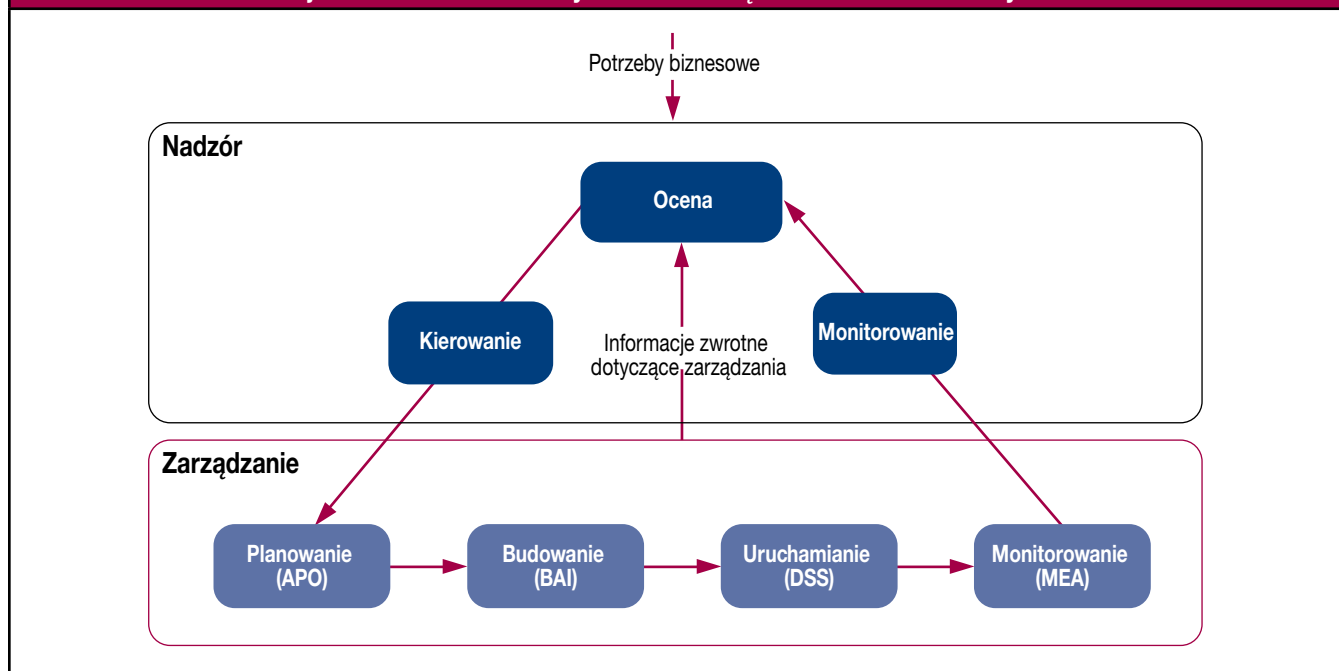 Potrzeby biznesowe
Nadzór
Ocena
Kierowanie
Monitorowanie
Informacje zwrotne
dotyczące zarządzania
Zarządzanie
Planowanie
(APO)
Budowanie
(BAI)
Uruchamianie
(DSS)
Monitorowanie
(MEA)